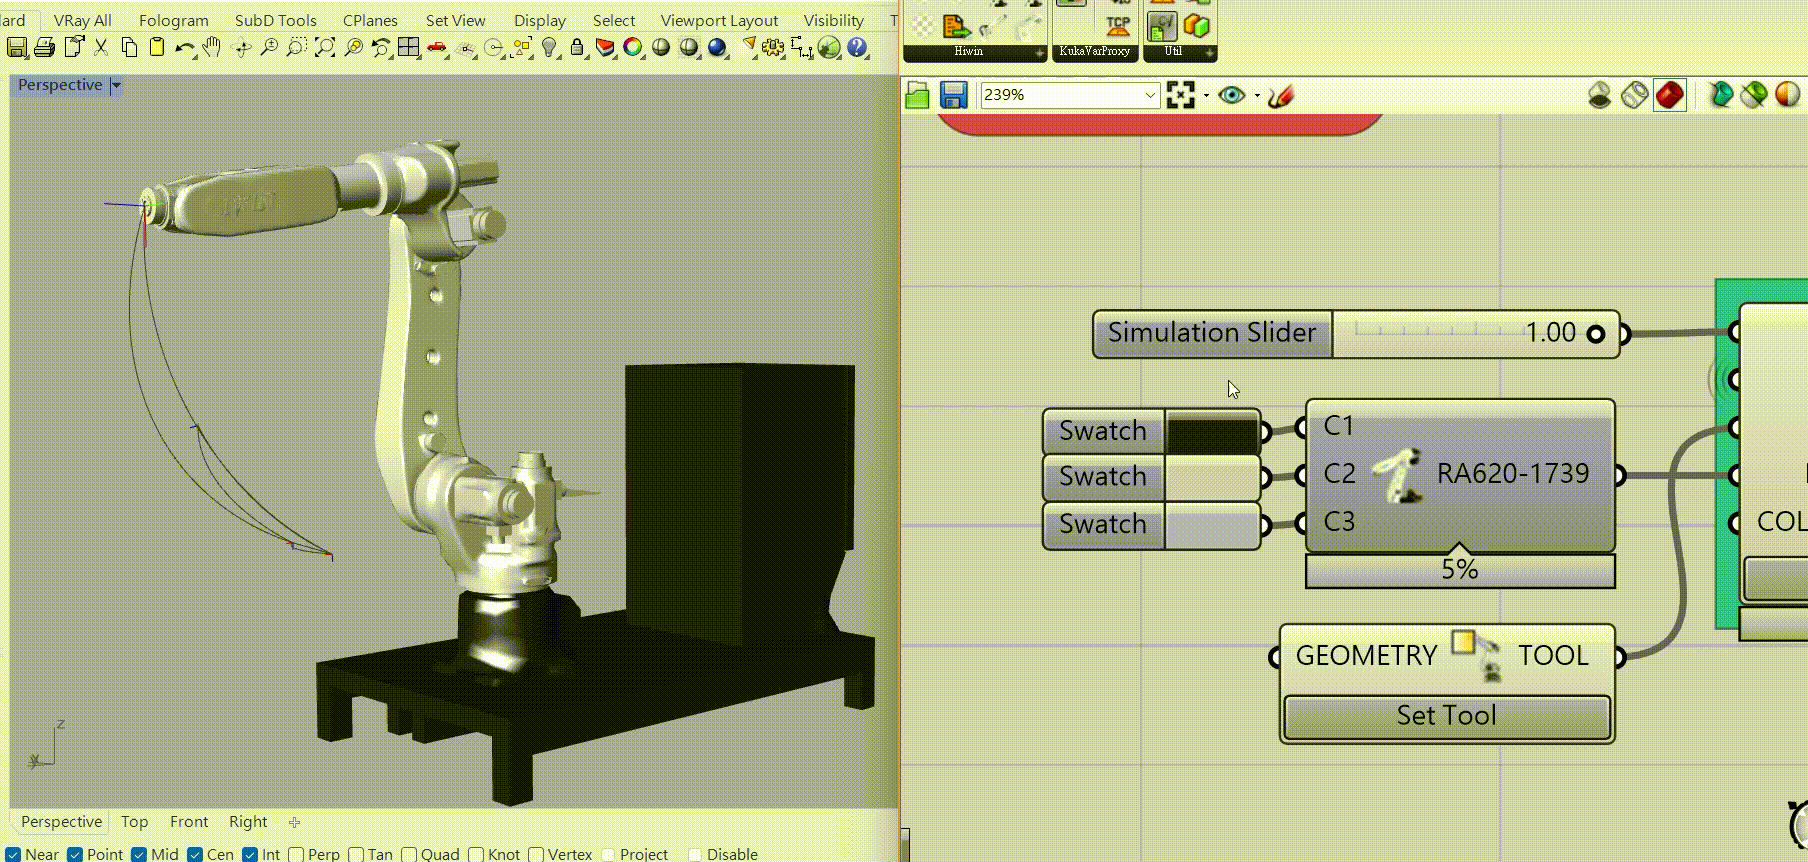 ard VRay All Fologram SubD Tools CPlanes Set View Display Select Viewport Layout Visibility T
Perspective
z
Perspective Top Front Right
Near Point Mid Cen Int Perp Tan Quad Knot Vertex Project Disable
TCP
Hiwin KukaVarProxy Util
239%
Simulation Slider 1.00
Swatch
Swatch
Swatch
C1
C2 RA620-1739
C3
5%
GEOMETRY TOOL
Set Tool
COL